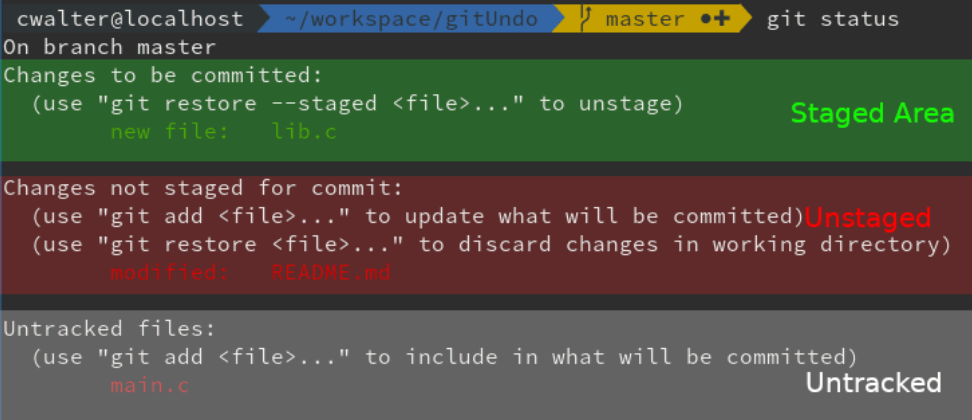 cwalter@localhost ~/workspace/gitUndo master ●✚ git status
On branch master
Changes to be committed:
(use "git restore --staged <file>..." to unstage)
Staged Area
new file: lib.c
Changes not staged for commit:
(use "git add <file>..." to update what will be committed)Unstaged
(use "git restore <file>..." to discard changes in working directory)
modified: README.md
Untracked files:
(use "git add <file>..." to include in what will be committed)
main.c
Untracked